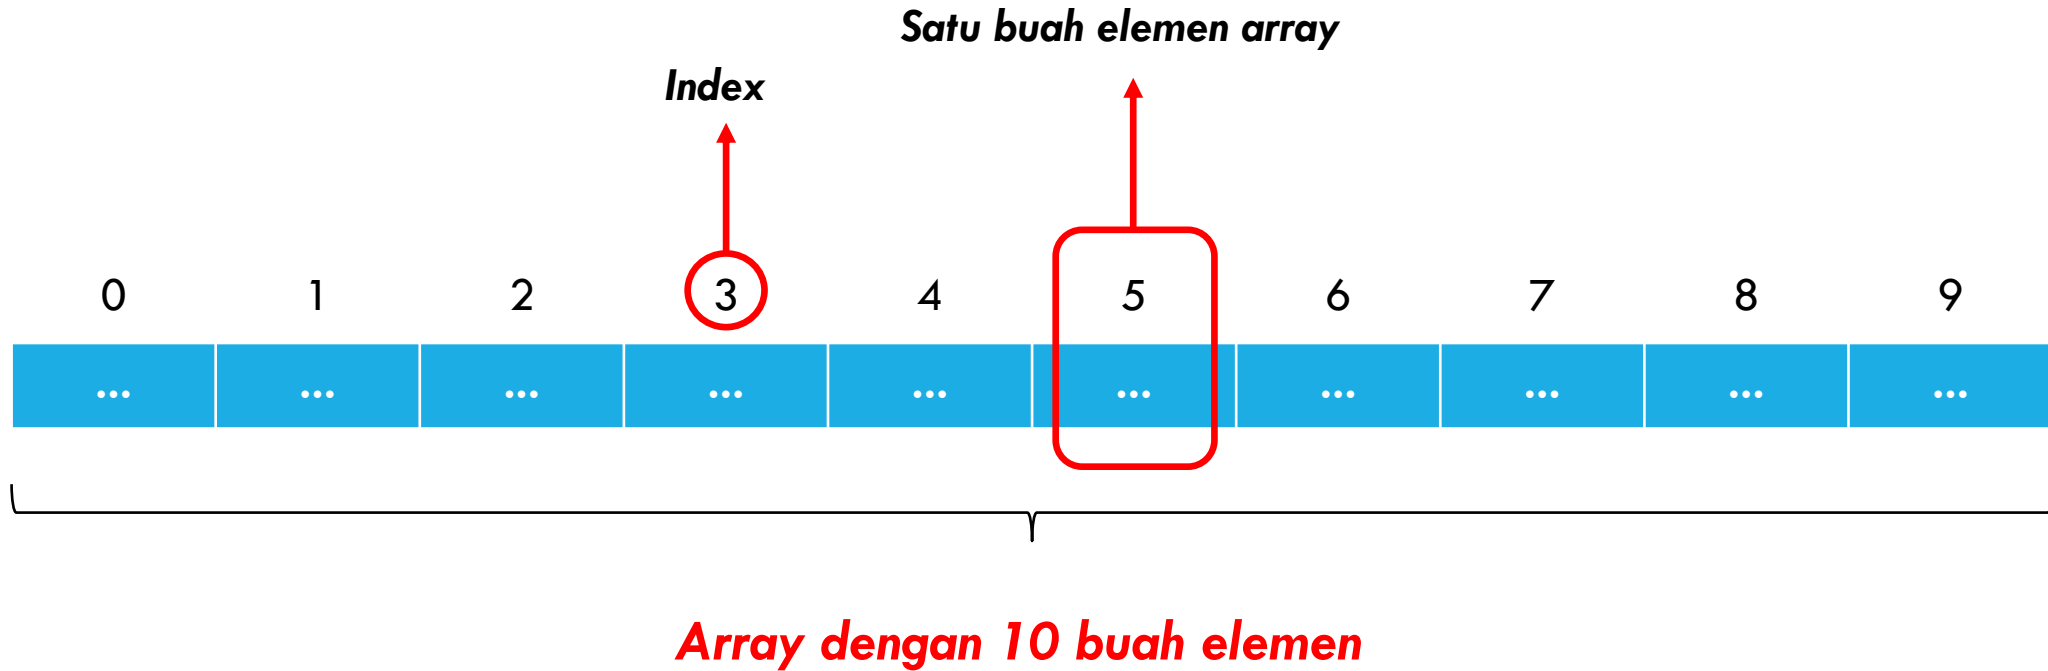 Satu buah elemen array
Index
0 1 2 3 4 5 6 7 8 9
... ... ... ... ... ... ... ... ... ...
Array dengan 10 buah elemen